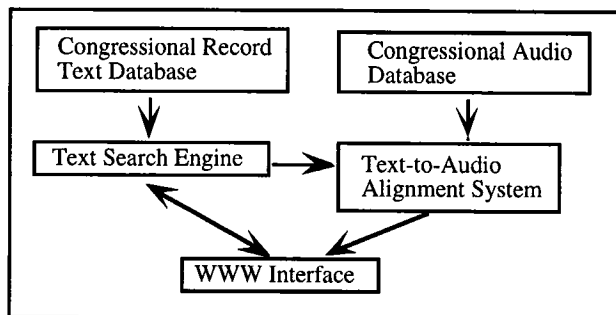 Congressional Record
Text Database
Congressional Audio
Database
Text Search Engine
Text-to-Audio
Alignment System
WWW Interface